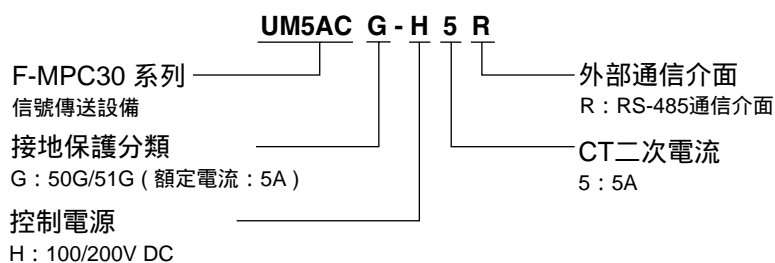 UM5AC G - H 5 R
F-MPC30 系列
信號傳送設備
接地保護分類
G：50G/51G ( 額定電流：5A )
控制電源
H：100/200V DC
外部通信介面
R：RS-485通信介面
CT二次電流
5：5A